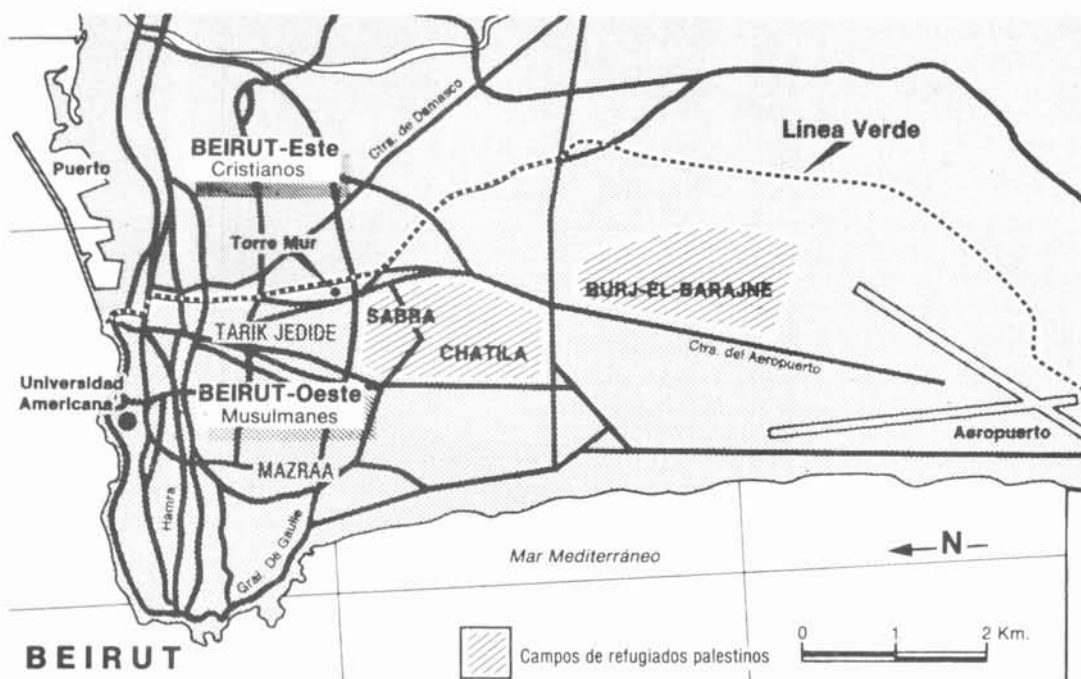 Puerto
BEIRUT-Este
Cristianos
Ctra. de Damasco
Línea Verde
Torre Mur
TARIK JEDIDE
SABRA
CHATILA
BURJ-EL-BARAJNE
Ctra. del Aeropuerto
Universidad
Americana
BEIRUT-Oeste
Musulmanes
MAZRAA
Aeropuerto
Hamra
Gral. De Gaulle
Mar Mediterráneo
N
BEIRUT
Campos de refugiados palestinos
0 1 2 Km.